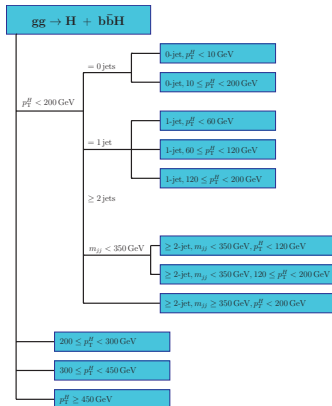 gg → H + bb̄H
= 0 jets
0-jet, p_T^H < 10 GeV
0-jet, 10 ≤ p_T^H < 200 GeV
p_T^H < 200 GeV
= 1 jet
1-jet, p_T^H < 60 GeV
1-jet, 60 ≤ p_T^H < 120 GeV
1-jet, 120 ≤ p_T^H < 200 GeV
≥ 2 jets
m_jj < 350 GeV
≥ 2-jet, m_jj < 350 GeV, p_T^H < 120 GeV
≥ 2-jet, m_jj < 350 GeV, 120 ≤ p_T^H < 200 GeV
≥ 2-jet, m_jj ≥ 350 GeV, p_T^H < 200 GeV
200 ≤ p_T^H < 300 GeV
300 ≤ p_T^H < 450 GeV
p_T^H ≥ 450 GeV